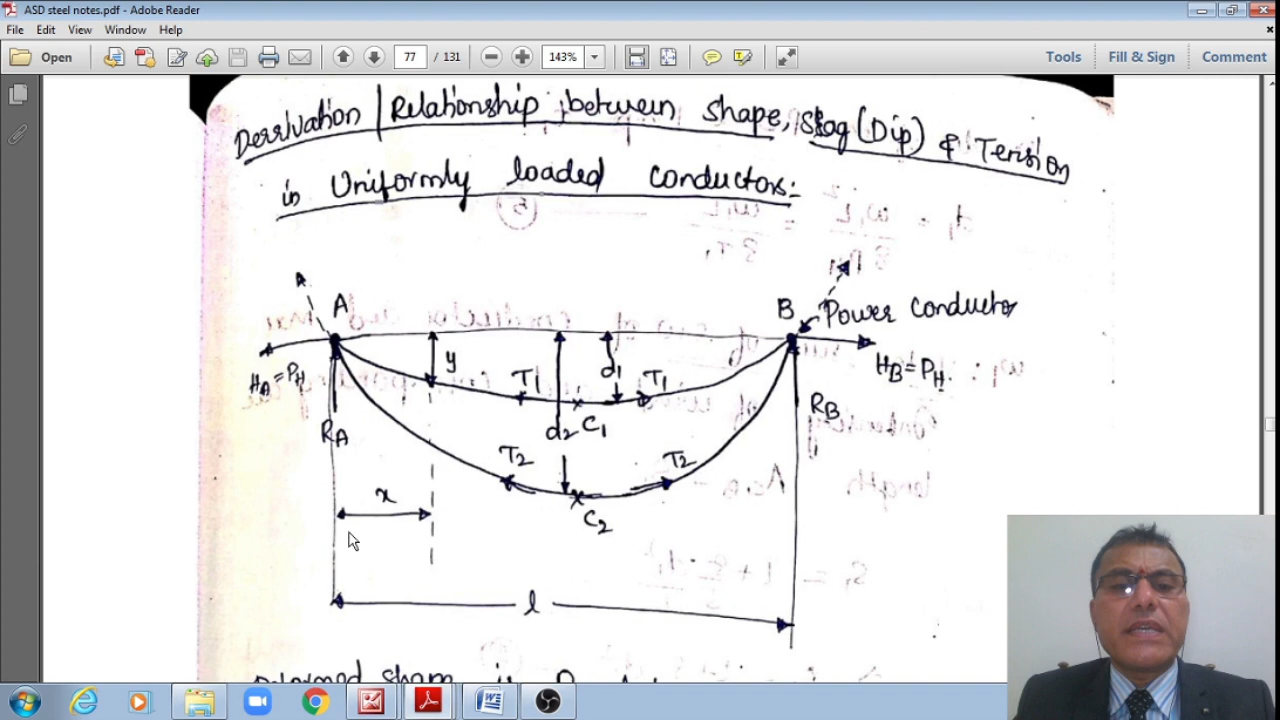 ASD steel notes.pdf - Adobe Reader
File Edit View Window Help
Open 77 / 131 143% Tools Fill & Sign Comment
Derivation / Relationship between shape, Slag (Dip) & Tension
in Uniformly loaded conductors:-
A
B
Power conductor
y
d1
T1
T1
HA = PH
HB = PH
C1
RA
RB
d2
T2
T2
x
C2
l